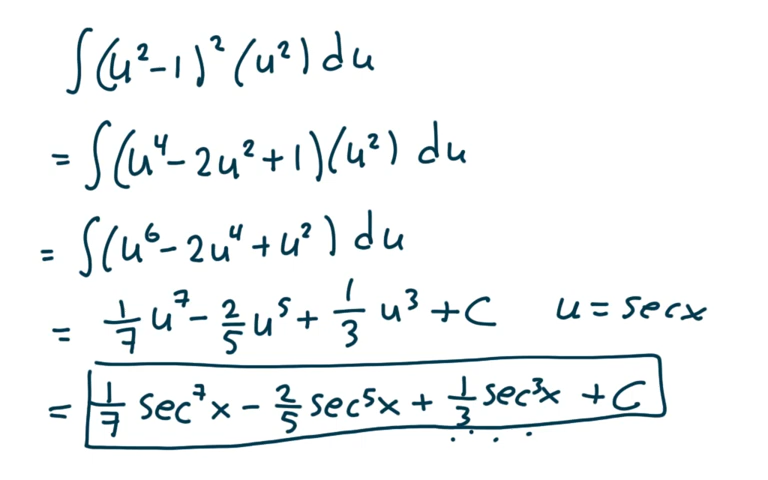 ∫(u²-1)²(u²) du
= ∫(u⁴-2u²+1)(u²) du
= ∫(u⁶-2u⁴+u²) du
= 1/7 u⁷ - 2/5 u⁵ + 1/3 u³ + C u = sec x
= 1/7 sec⁷x - 2/5 sec⁵x + 1/3 sec³x + C